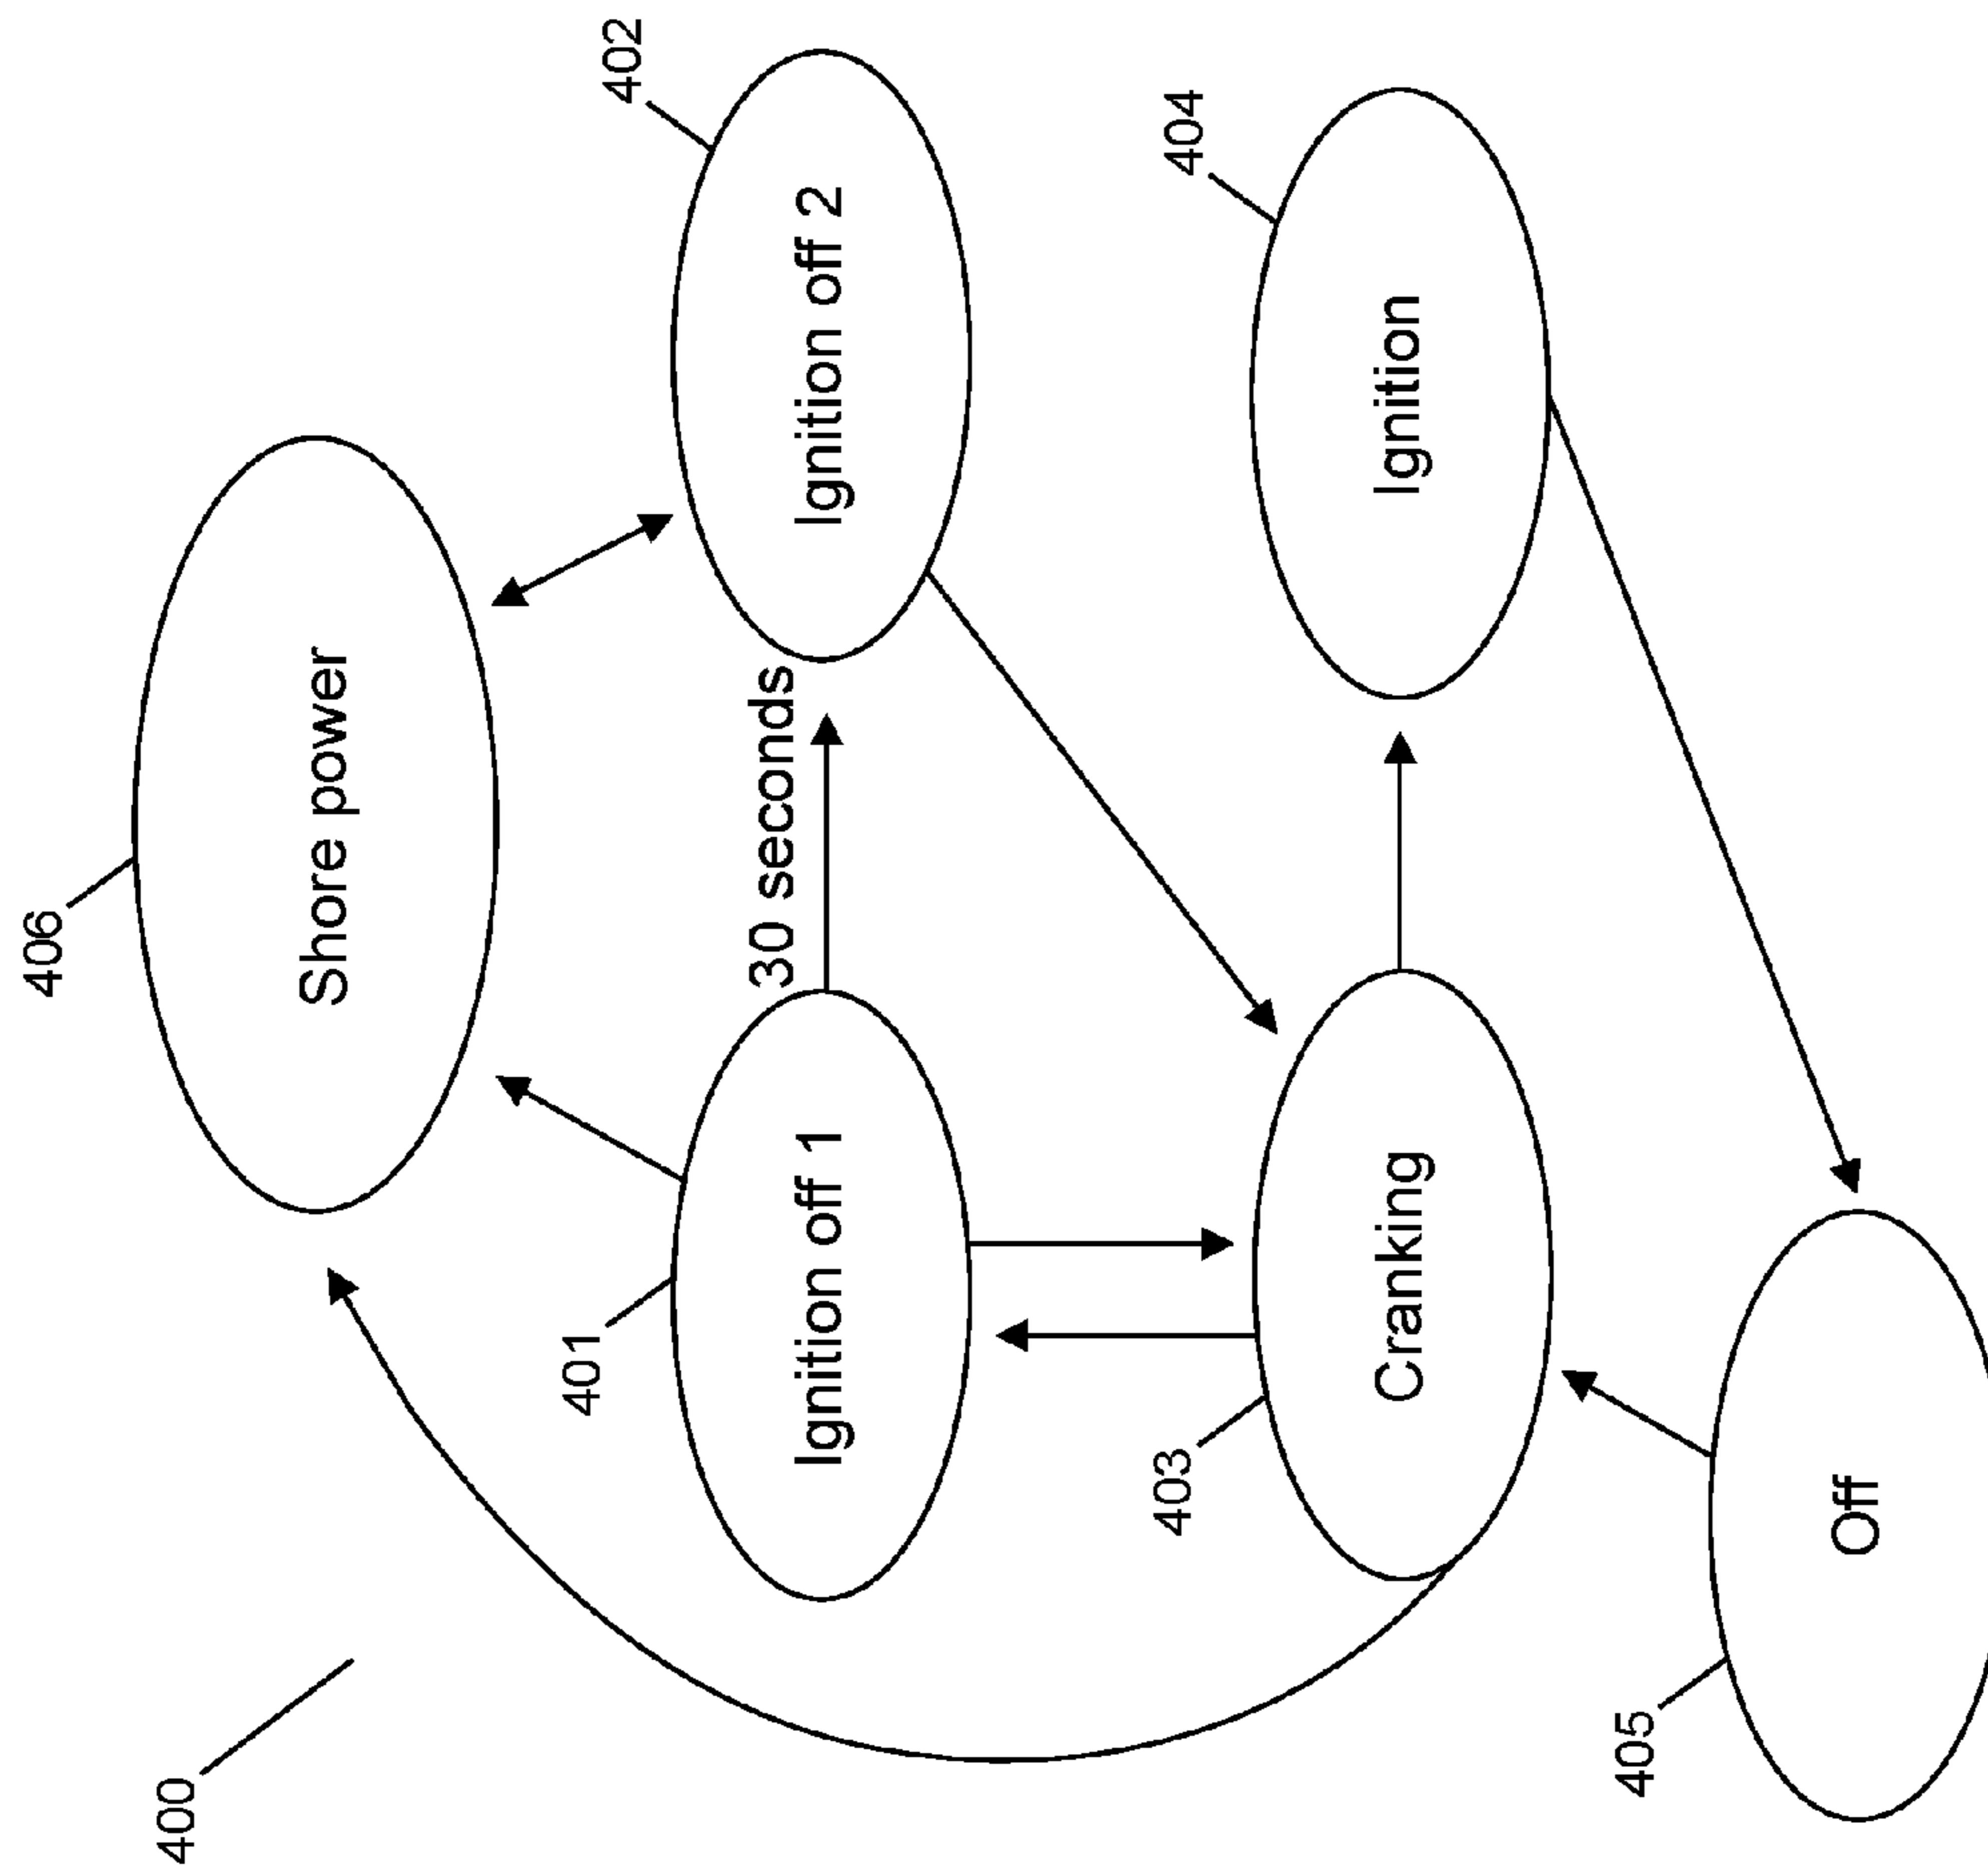 400
406
Shore power
401
Ignition off 1
30 seconds
Ignition off 2
402
403
Cranking
Ignition
404
405
Off